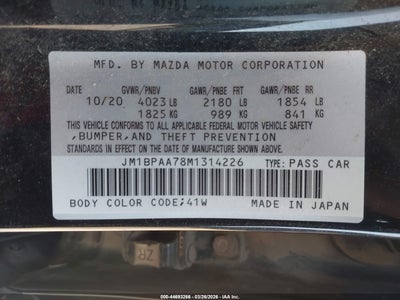 MFD. BY MAZDA MOTOR CORPORATION
DATE GVWR/PNBV GAWR/PNBE FRT GAWR/PNBE RR
10/20 4023 LB 2180 LB 1854 LB
1825 KG 989 KG 841 KG
THIS VEHICLE CONFORMS TO ALL APPLICABLE FEDERAL MOTOR VEHICLE SAFETY,
BUMPER, AND THEFT PREVENTION
STANDARDS IN EFFECT ON THE DATE OF MANUFACTURE SHOWN ABOVE.
JM1BPAA78M1314226 TYPE: PASS CAR
BODY COLOR CODE: 41W MADE IN JAPAN
ZR
000-44693266 - 03/26/2026 - IAA Holdings, LLC